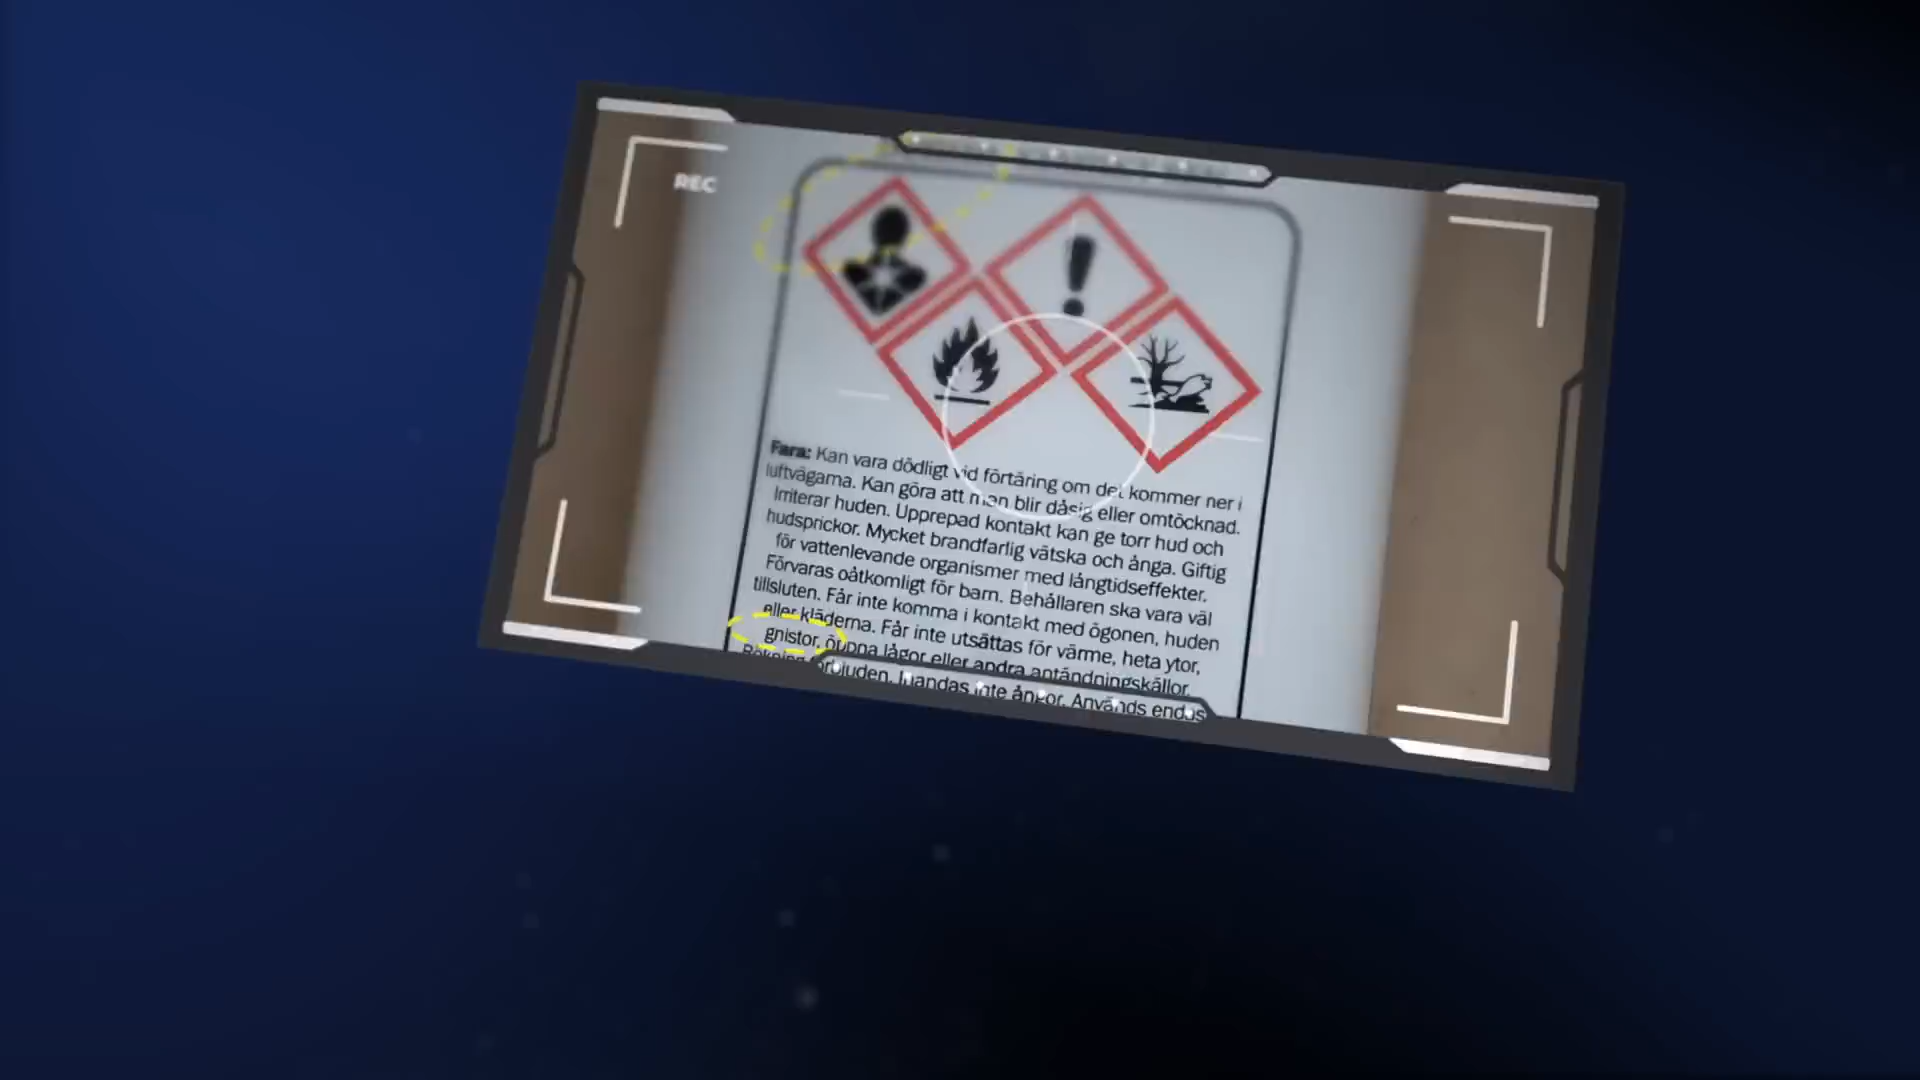 REC
Fara: Kan vara dödligt vid förtäring om det kommer ner i
luftvägarna. Kan göra att man blir dåsig eller omtöcknad.
Irriterar huden. Upprepad kontakt kan ge torr hud och
hudsprickor. Mycket brandfarlig vätska och ånga. Giftig
för vattenlevande organismer med långtidseffekter.
Förvaras oåtkomligt för barn. Behållaren ska vara väl
tillsluten. Får inte komma i kontakt med ögonen, huden
eller kläderna. Får inte utsättas för värme, heta ytor,
gnistor, öppna lågor eller andra antändningskällor.
Rökning förbjuden. Inandas inte ångor. Används endas